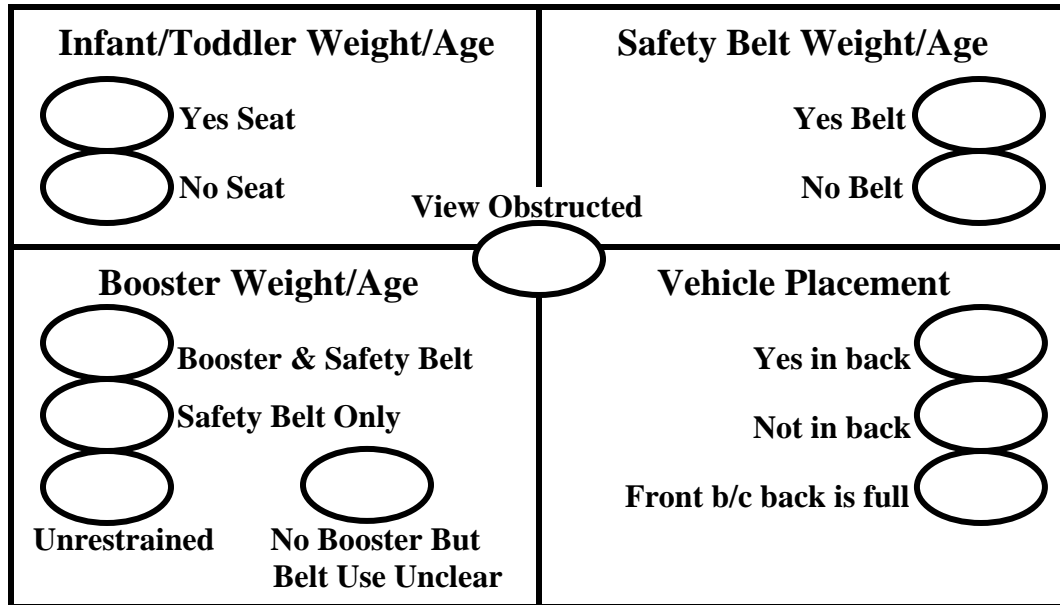 Infant/Toddler Weight/Age
Yes Seat
No Seat
Safety Belt Weight/Age
Yes Belt
No Belt
View Obstructed
Booster Weight/Age
Booster & Safety Belt
Safety Belt Only
Unrestrained
No Booster But
Belt Use Unclear
Vehicle Placement
Yes in back
Not in back
Front b/c back is full